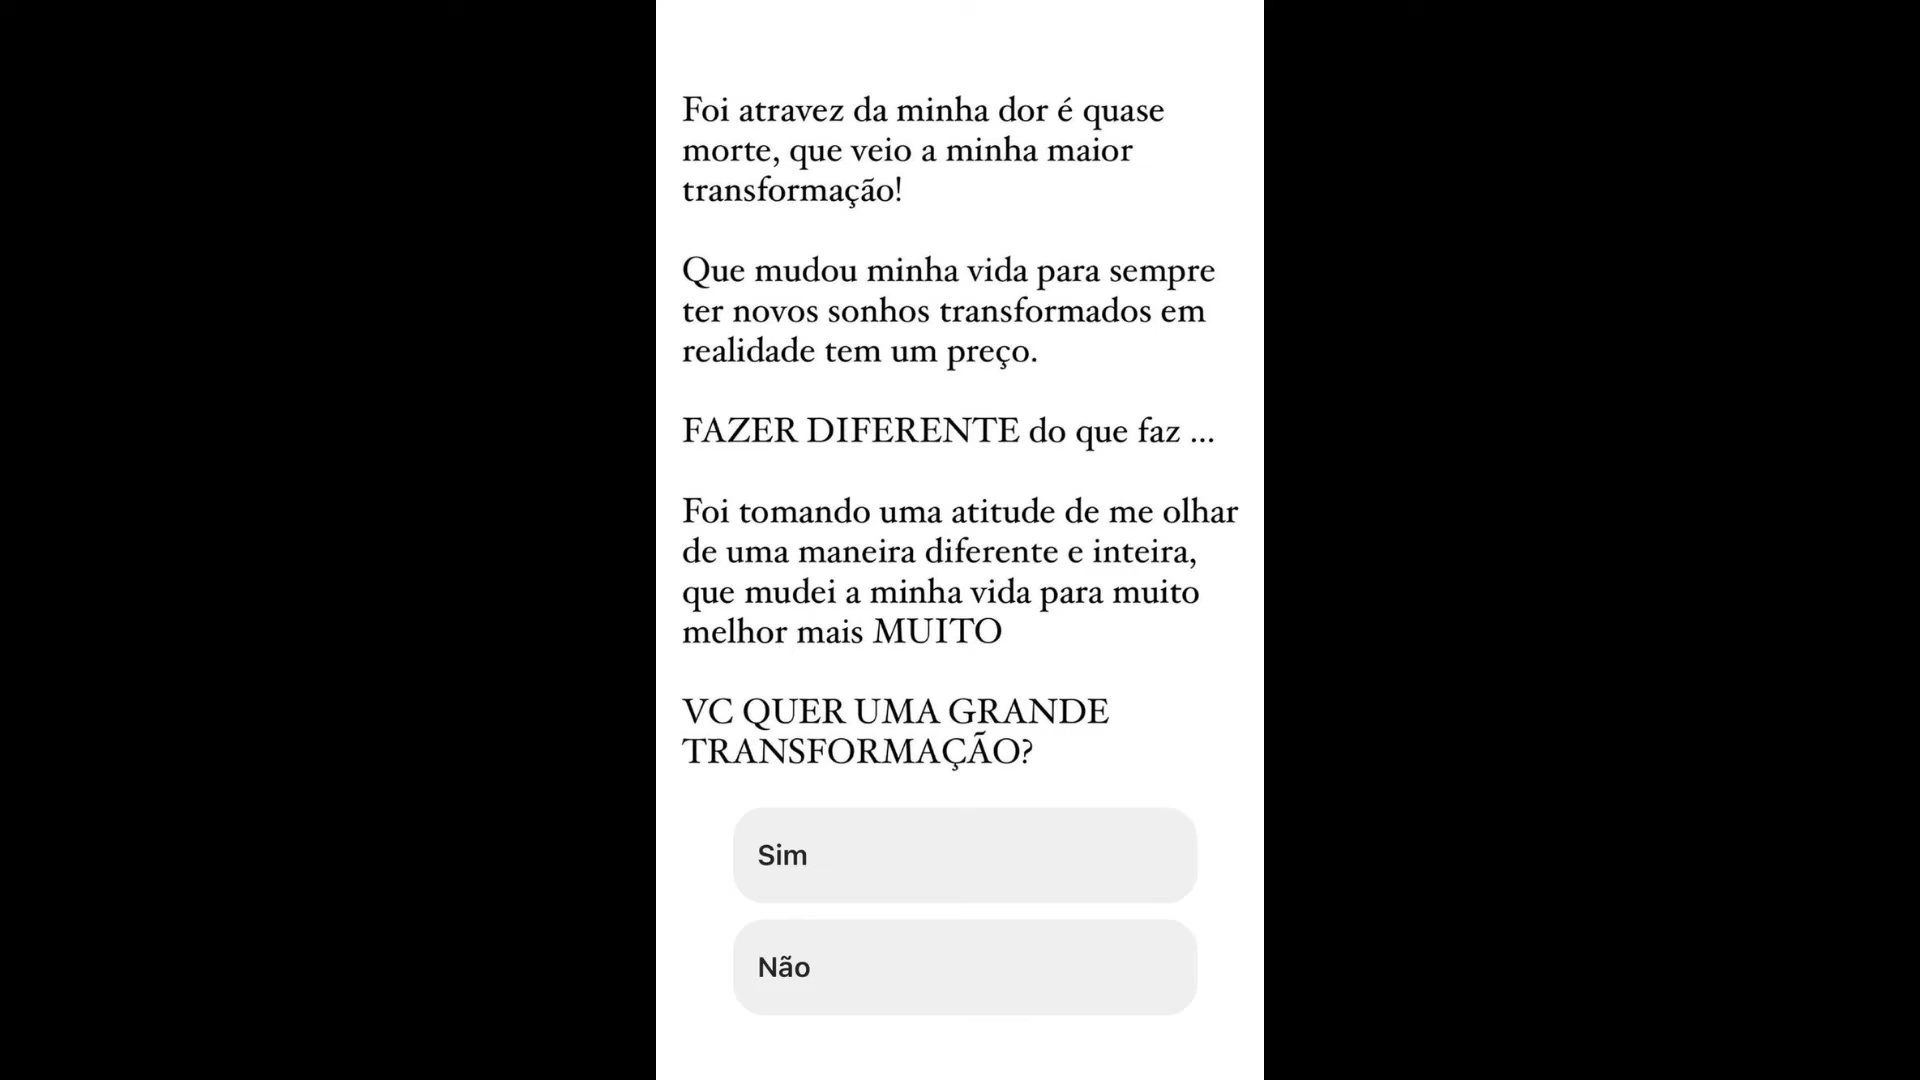 Foi atravez da minha dor é quase
morte, que veio a minha maior
transformação!
Que mudou minha vida para sempre
ter novos sonhos transformados em
realidade tem um preço.
FAZER DIFERENTE do que faz ...
Foi tomando uma atitude de me olhar
de uma maneira diferente e inteira,
que mudei a minha vida para muito
melhor mais MUITO
VC QUER UMA GRANDE
TRANSFORMAÇÃO?
Sim
Não